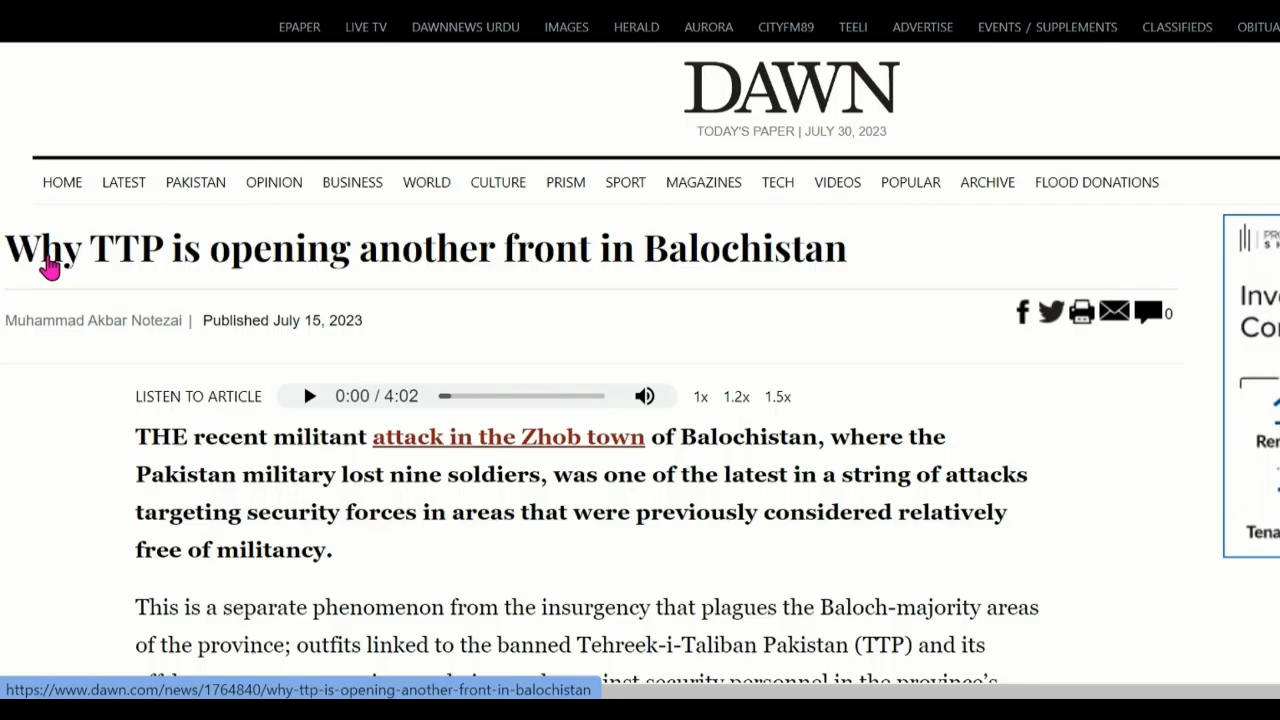 EPAPER LIVE TV DAWNNEWS URDU IMAGES HERALD AURORA CITYFM89 TEELI ADVERTISE EVENTS / SUPPLEMENTS CLASSIFIEDS
DAWN
TODAY'S PAPER | JULY 30, 2023
HOME LATEST PAKISTAN OPINION BUSINESS WORLD CULTURE PRISM SPORT MAGAZINES TECH VIDEOS POPULAR ARCHIVE FLOOD DONATIONS
Why TTP is opening another front in Balochistan
Muhammad Akbar Notezai | Published July 15, 2023
0
LISTEN TO ARTICLE 0:00 / 4:02 1x 1.2x 1.5x
THE recent militant attack in the Zhob town of Balochistan, where the
Pakistan military lost nine soldiers, was one of the latest in a string of attacks
targeting security forces in areas that were previously considered relatively
free of militancy.
This is a separate phenomenon from the insurgency that plagues the Baloch-majority areas
of the province; outfits linked to the banned Tehreek-i-Taliban Pakistan (TTP) and its
security personnel in the province's
https://www.dawn.com/news/1764840/why-ttp-is-opening-another-front-in-balochistan